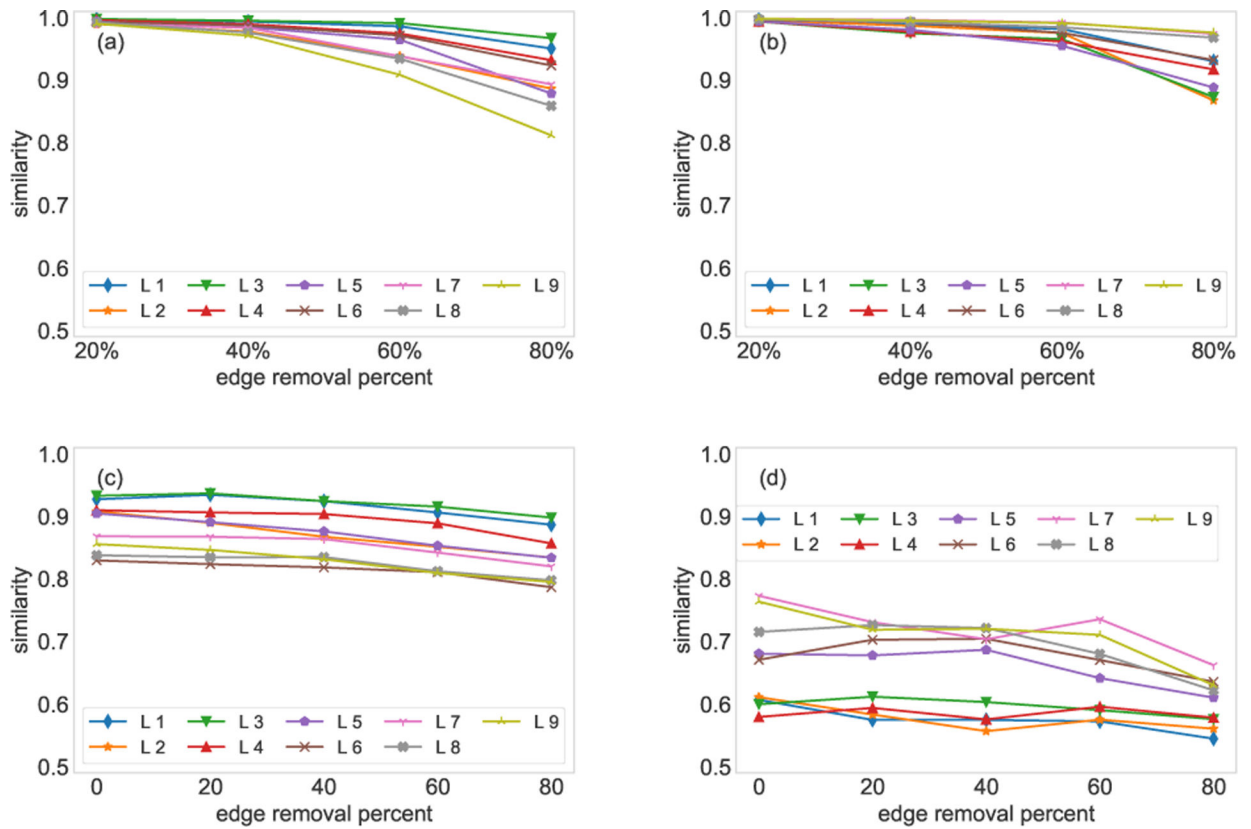 1.0
(a)
0.9
0.8
0.7
0.6
0.5
similarity
L 1 L 3 L 5 L 7 L 9
L 2 L 4 L 6 L 8
20% 40% 60% 80%
edge removal percent
1.0
(b)
0.9
0.8
0.7
0.6
0.5
similarity
L 1 L 3 L 5 L 7 L 9
L 2 L 4 L 6 L 8
20% 40% 60% 80%
edge removal percent
1.0
(c)
0.9
0.8
0.7
0.6
0.5
similarity
L 1 L 3 L 5 L 7 L 9
L 2 L 4 L 6 L 8
0 20 40 60 80
edge removal percent
1.0
(d)
0.9
0.8
0.7
0.6
0.5
similarity
L 1 L 3 L 5 L 7 L 9
L 2 L 4 L 6 L 8
0 20 40 60 80
edge removal percent